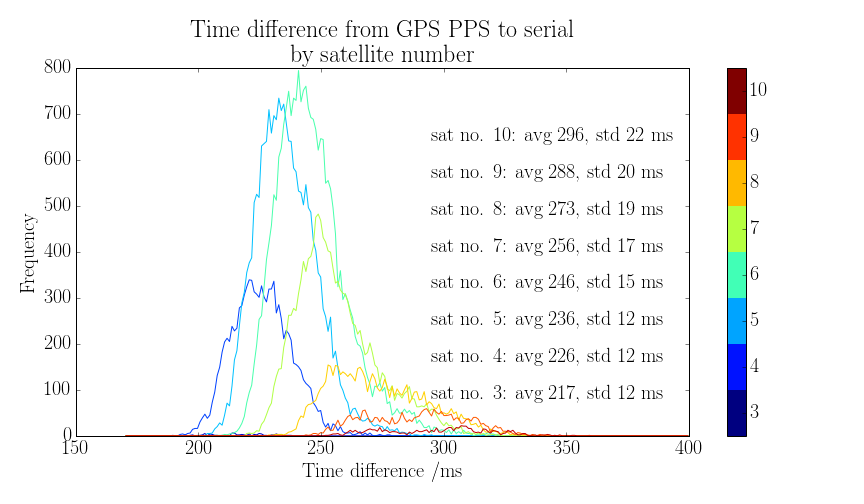 Time difference from GPS PPS to serial
by satellite number
800
700
600
500
400
300
200
100
0
Frequency
sat no. 10: avg 296, std 22 ms
sat no. 9: avg 288, std 20 ms
sat no. 8: avg 273, std 19 ms
sat no. 7: avg 256, std 17 ms
sat no. 6: avg 246, std 15 ms
sat no. 5: avg 236, std 12 ms
sat no. 4: avg 226, std 12 ms
sat no. 3: avg 217, std 12 ms
150 200 250 300 350 400
Time difference /ms
10
9
8
7
6
5
4
3